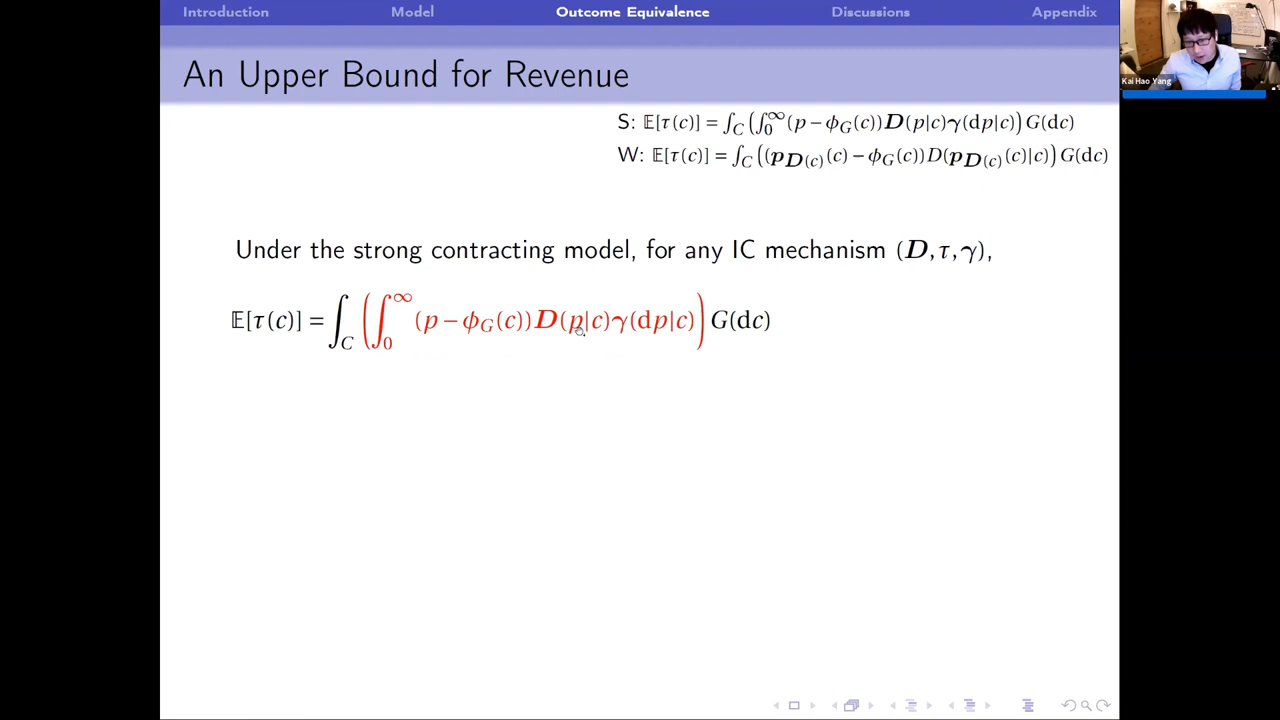 Introduction Model Outcome Equivalence Discussions Appendix
An Upper Bound for Revenue
Kai Hao Yang
S: 𝔼[τ(c)] = ∫_C (∫_0^∞ (p − ϕ_G(c))D(p|c)γ(dp|c)) G(dc)
W: 𝔼[τ(c)] = ∫_C ((p_{D(c)}(c) − ϕ_G(c))D(p_{D(c)}(c)|c)) G(dc)
Under the strong contracting model, for any IC mechanism (D, τ, γ),
𝔼[τ(c)] = ∫_C (∫_0^∞ (p − ϕ_G(c))D(p|c)γ(dp|c)) G(dc)